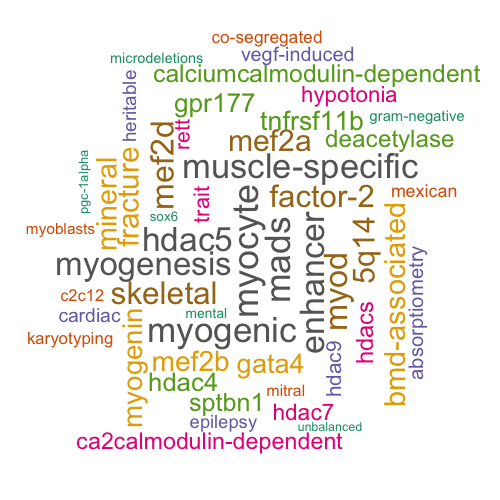 co-segregated
microdeletions
vegf-induced
calciumcalmodulin-dependent
heritable
gpr177
hypotonia
tnfrsf11b
gram-negative
rett
mef2d
mef2a
deacetylase
pgc-1alpha
mineral
fracture
muscle-specific
trait
factor-2
mexican
sox6
myoblasts
hdac5
myocyte
mads
enhancer
myod
5q14
bmd-associated
absorptiometry
myogenesis
c2c12
skeletal
cardiac
mental
karyotyping
myogenin
myogenic
hdacs
mef2b
gata4
hdac9
hdac4
mitral
sptbn1
hdac7
epilepsy
unbalanced
ca2calmodulin-dependent